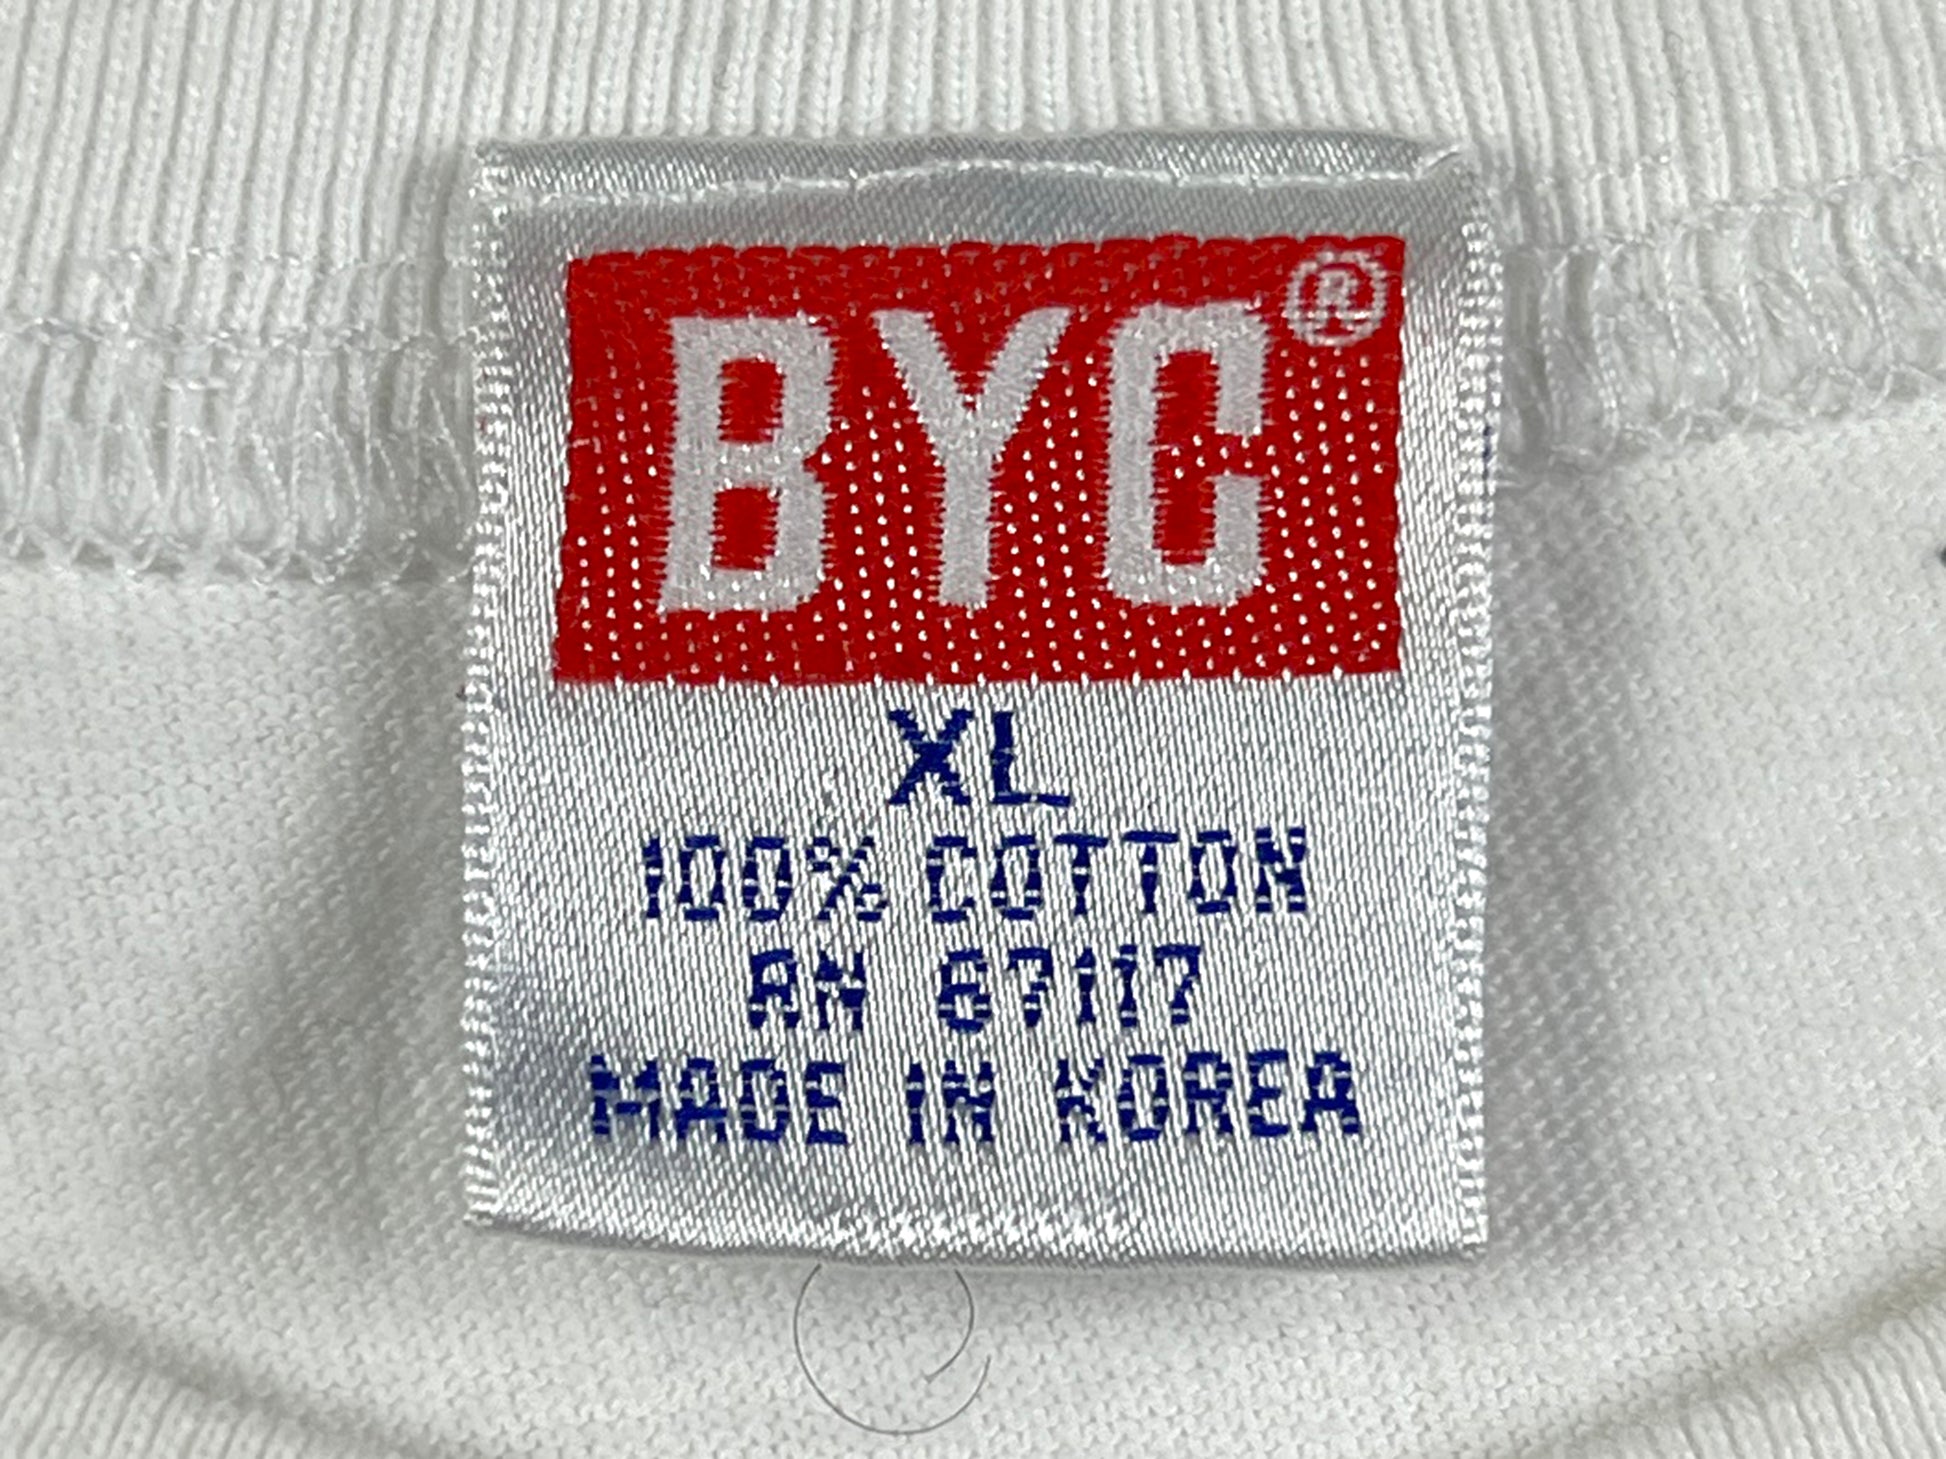 BYC®
XL
100% COTTON
RN 67117
MADE IN KOREA